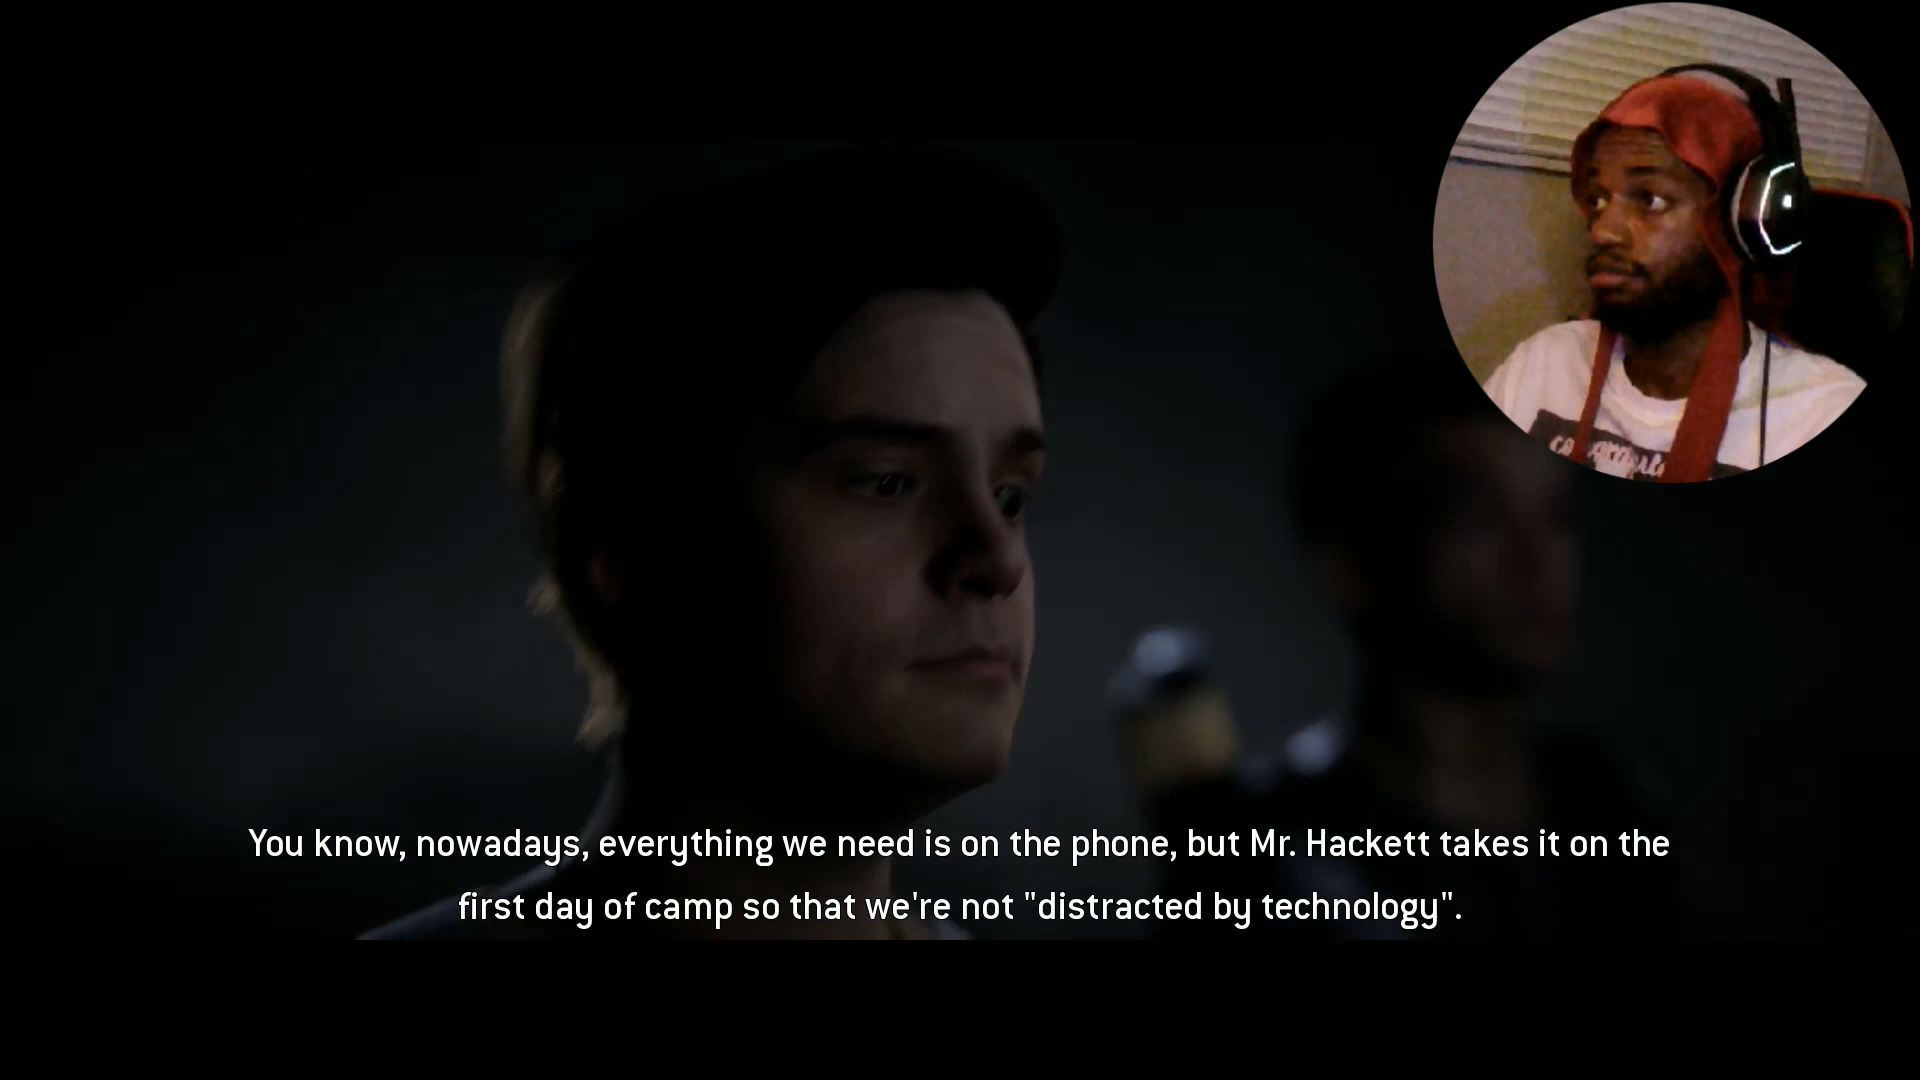 You know, nowadays, everything we need is on the phone, but Mr. Hackett takes it on the
first day of camp so that we're not "distracted by technology".